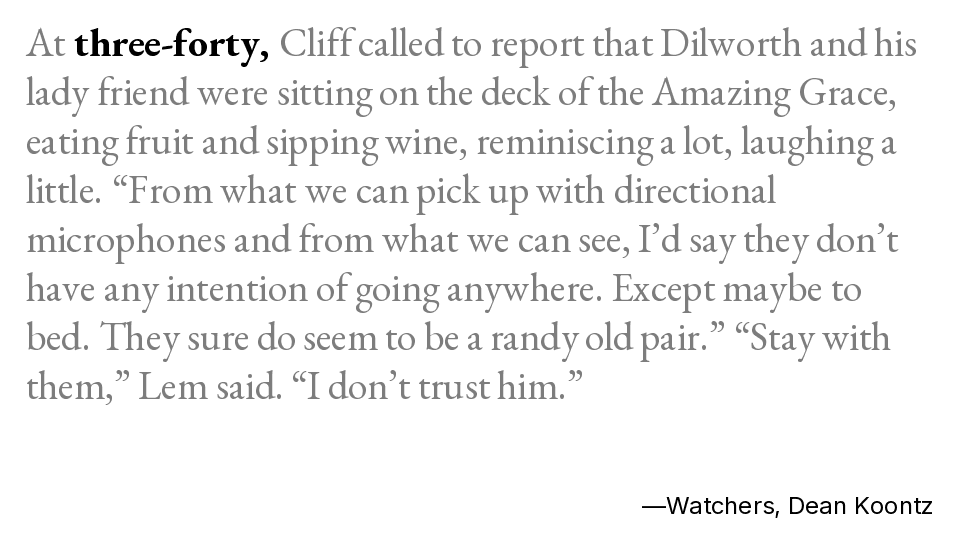 At three-forty, Cliff called to report that Dilworth and his
lady friend were sitting on the deck of the Amazing Grace,
eating fruit and sipping wine, reminiscing a lot, laughing a
little. “From what we can pick up with directional
microphones and from what we can see, I’d say they don’t
have any intention of going anywhere. Except maybe to
bed. They sure do seem to be a randy old pair.” “Stay with
them,” Lem said. “I don’t trust him.”
—Watchers, Dean Koontz